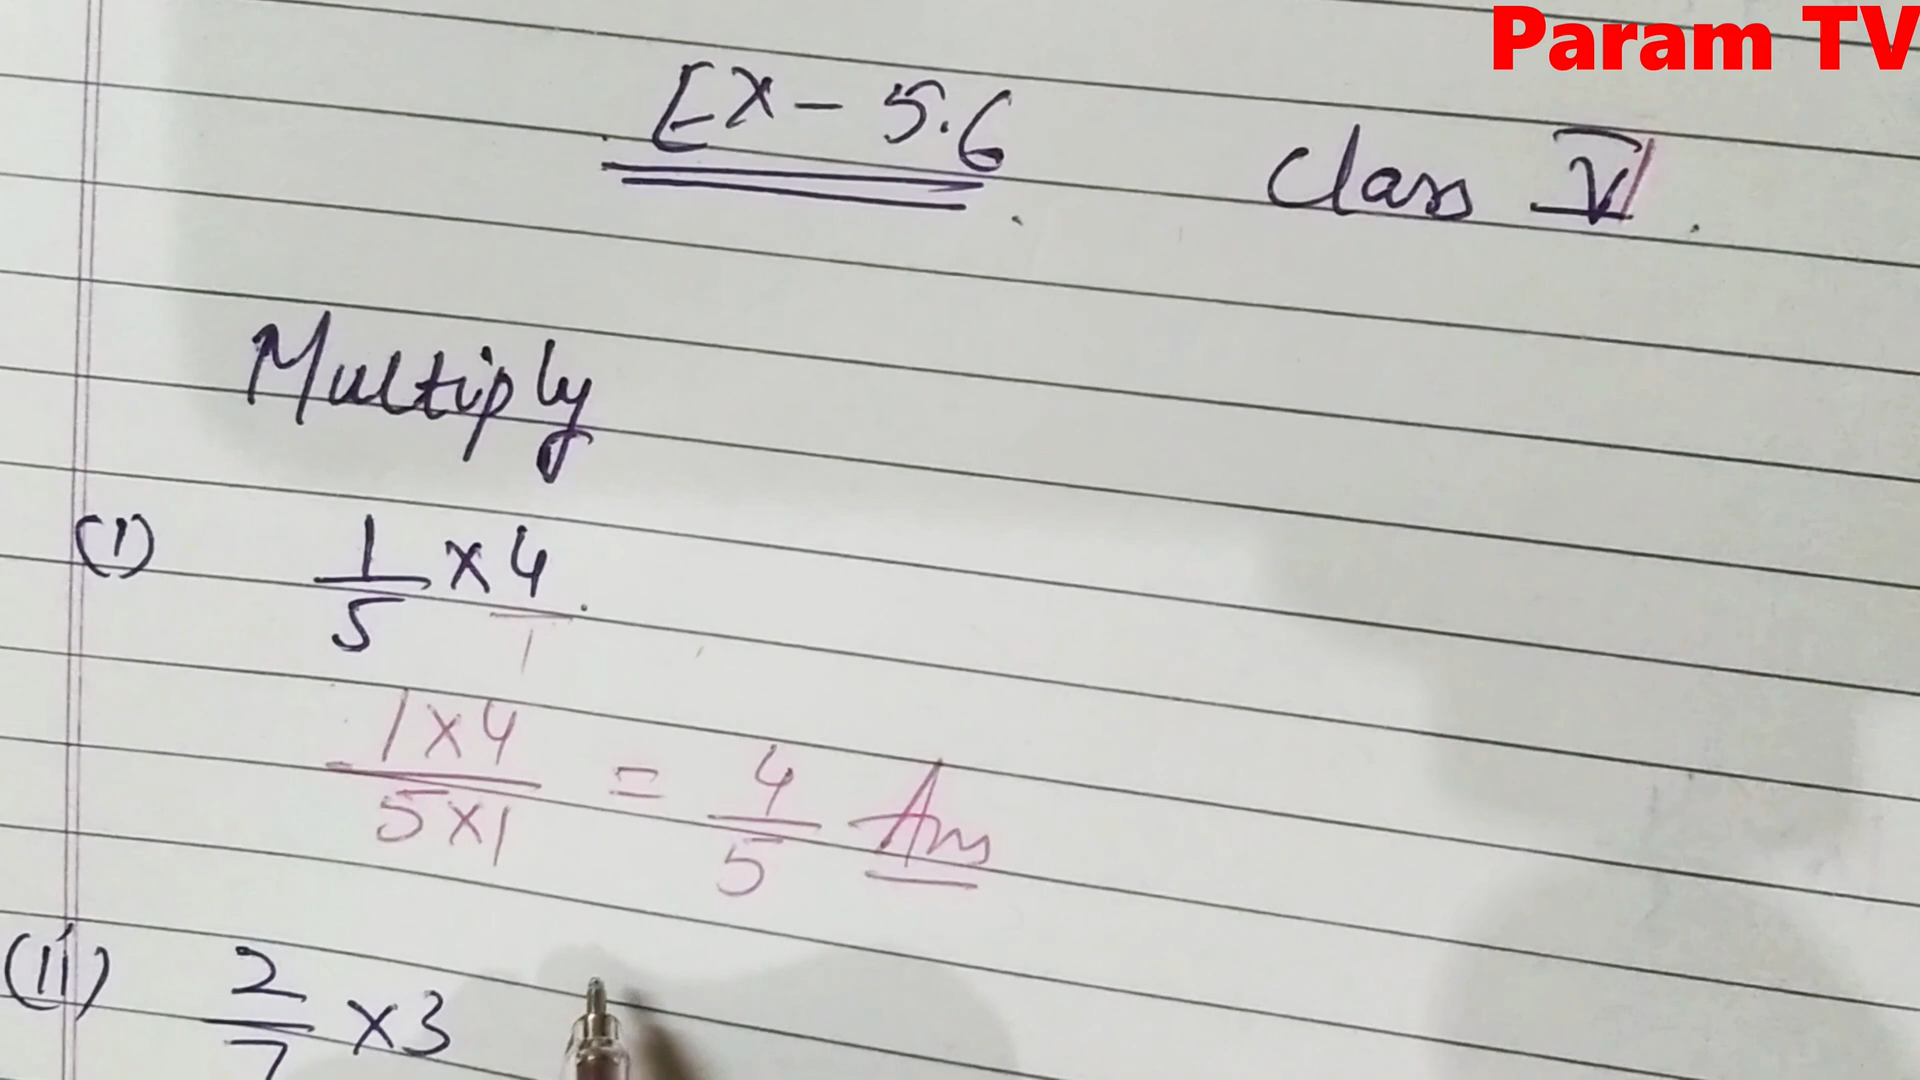 Param TV
Ex - 5.6 Class VI.
Multiply
(i) 1/5 × 4/1
1×4/5×1 = 4/5 Ans
(ii) 2/7 × 3